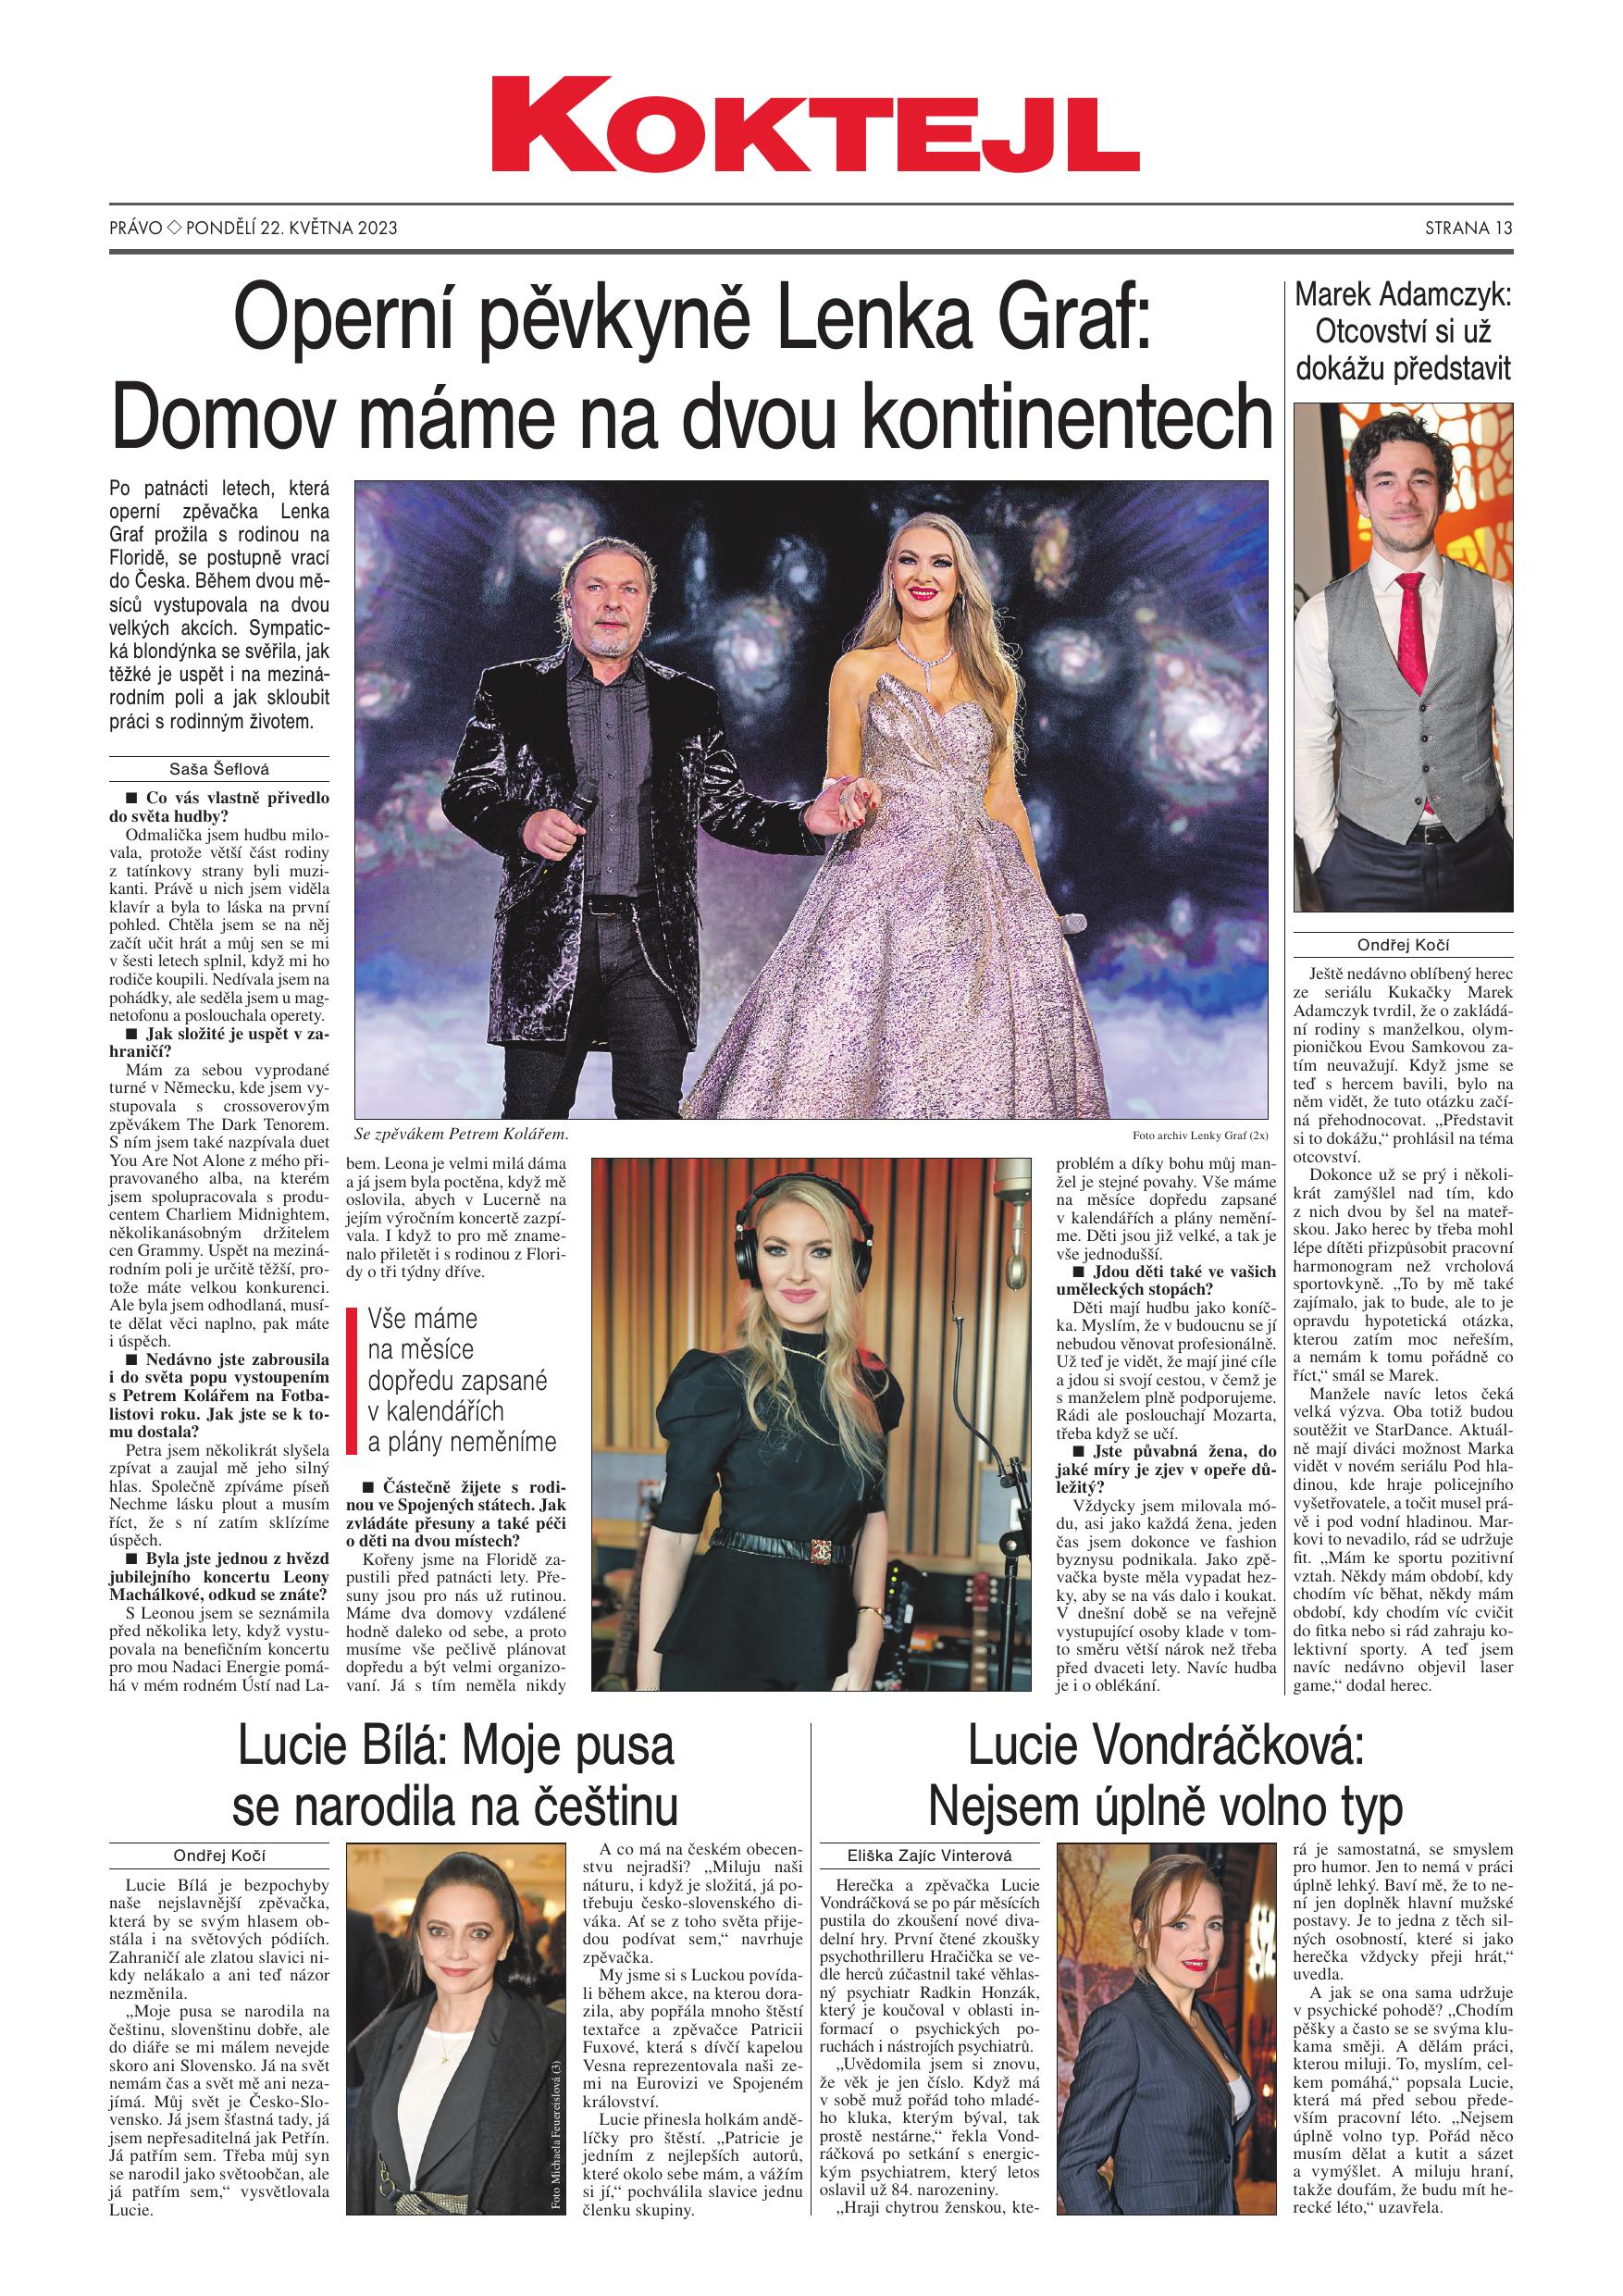 KOKTEJL
PRÁVO ◇ PONDĚLÍ 22. KVĚTNA 2023
STRANA 13
Operní pěvkyně Lenka Graf:
Domov máme na dvou kontinentech
Po patnácti letech, která
operní zpěvačka Lenka
Graf prožila s rodinou na
Floridě, se postupně vrací
do Česka. Během dvou mě-
síců vystupovala na dvou
velkých akcích. Sympatic-
ká blondýnka se svěřila, jak
těžké je uspět i na meziná-
rodním poli a jak skloubit
práci s rodinným životem.
Saša Šeflová
■ Co vás vlastně přivedlo
do světa hudby?
Odmalička jsem hudbu milo-
vala, protože větší část rodiny
z tatínkovy strany byli muzi-
kanti. Právě u nich jsem viděla
klavír a byla to láska na první
pohled. Chtěla jsem se na něj
začít učit hrát a můj sen se mi
v šesti letech splnil, když mi ho
rodiče koupili. Nedívala jsem na
pohádky, ale seděla jsem u mag-
netofonu a poslouchala operety.
■ Jak složité je uspět v za-
hraničí?
Mám za sebou vyprodané
turné v Německu, kde jsem vy-
stupovala s crossoverovým
zpěvákem The Dark Tenorem.
S ním jsem také nazpívala duet
You Are Not Alone z mého při-
pravovaného alba, na kterém
jsem spolupracovala s produ-
centem Charliem Midnightem,
několikanásobným držitelem
cen Grammy. Uspět na meziná-
rodním poli je určitě těžší, pro-
tože máte velkou konkurenci.
Ale byla jsem odhodlaná, musí-
te dělat věci naplno, pak máte
i úspěch.
■ Nedávno jste zabrousila
i do světa popu vystoupením
s Petrem Kolářem na Fotba-
listovi roku. Jak jste se k to-
mu dostala?
Petra jsem několikrát slyšela
zpívat a zaujal mě jeho silný
hlas. Společně zpíváme píseň
Nechme lásku plout a musím
říct, že s ní zatím sklízíme
úspěch.
■ Byla jste jednou z hvězd
jubilejního koncertu Leony
Machálkové, odkud se znáte?
S Leonou jsem se seznámila
před několika lety, když vystu-
povala na benefičním koncertu
pro mou Nadaci Energie pomá-
há v mém rodném Ústí nad La-
Se zpěvákem Petrem Kolářem.
Foto archiv Lenky Graf (2x)
bem. Leona je velmi milá dáma
a já jsem byla poctěna, když mě
oslovila, abych v Lucerně na
jejím výročním koncertě zazpí-
vala. I když to pro mě zname-
nalo přiletět i s rodinou z Flori-
dy o tři týdny dříve.
Vše máme
na měsíce
dopředu zapsané
v kalendářích
a plány neměníme
■ Částečně žijete s rodi-
nou ve Spojených státech. Jak
zvládáte přesuny a také péči
o děti na dvou místech?
Kořeny jsme na Floridě za-
pustili před patnácti lety. Pře-
suny jsou pro nás už rutinou.
Máme dva domovy vzdálené
hodně daleko od sebe, a proto
musíme vše pečlivě plánovat
dopředu a být velmi organizo-
vaní. Já s tím neměla nikdy
problém a díky bohu můj man-
žel je stejné povahy. Vše máme
na měsíce dopředu zapsané
v kalendářích a plány nemění-
me. Děti jsou již velké, a tak je
vše jednodušší.
■ Jdou děti také ve vašich
uměleckých stopách?
Děti mají hudbu jako koníč-
ka. Myslím, že v budoucnu se jí
nebudou věnovat profesionálně.
Už teď je vidět, že mají jiné cíle
a jdou si svojí cestou, v čemž je
s manželem plně podporujeme.
Rádi ale poslouchají Mozarta,
třeba když se učí.
■ Jste půvabná žena, do
jaké míry je zjev v opeře dů-
ležitý?
Vždycky jsem milovala mó-
du, asi jako každá žena, jeden
čas jsem dokonce ve fashion
byznysu podnikala. Jako zpě-
vačka byste měla vypadat hez-
ky, aby se na vás dalo i koukat.
V dnešní době se na veřejně
vystupující osoby klade v tom-
to směru větší nárok než třeba
před dvaceti lety. Navíc hudba
je i o oblékání.
Marek Adamczyk:
Otcovství si už
dokážu představit
Ondřej Kočí
Ještě nedávno oblíbený herec
ze seriálu Kukačky Marek
Adamczyk tvrdil, že o zakládá-
ní rodiny s manželkou, olym-
pioničkou Evou Samkovou za-
tím neuvažují. Když jsme se
teď s hercem bavili, bylo na
něm vidět, že tuto otázku začí-
ná přehodnocovat. „Představit
si to dokážu,“ prohlásil na téma
otcovství.
Dokonce už se prý i několi-
krát zamýšlel nad tím, kdo
z nich dvou by šel na mateř-
skou. Jako herec by třeba mohl
lépe dítěti přizpůsobit pracovní
harmonogram než vrcholová
sportovkyně. „To by mě také
zajímalo, jak to bude, ale to je
opravdu hypotetická otázka,
kterou zatím moc neřeším,
a nemám k tomu pořádně co
říct,“ smál se Marek.
Manžele navíc letos čeká
velká výzva. Oba totiž budou
soutěžit ve StarDance. Aktuál-
ně mají diváci možnost Marka
vidět v novém seriálu Pod hla-
dinou, kde hraje policejního
vyšetřovatele, a točit musel prá-
vě i pod vodní hladinou. Mar-
kovi to nevadilo, rád se udržuje
fit. „Mám ke sportu pozitivní
vztah. Někdy mám období, kdy
chodím víc běhat, někdy mám
období, kdy chodím víc cvičit
do fitka nebo si rád zahraju ko-
lektivní sporty. A teď jsem
navíc nedávno objevil laser
game,“ dodal herec.
Lucie Bílá: Moje pusa
se narodila na češtinu
Ondřej Kočí
Lucie Bílá je bezpochyby
naše nejslavnější zpěvačka,
která by se svým hlasem ob-
stála i na světových pódiích.
Zahraničí ale zlatou slavici ni-
kdy nelákalo a ani teď názor
nezměnila.
„Moje pusa se narodila na
češtinu, slovenštinu dobře, ale
do diáře se mi málem nevejde
skoro ani Slovensko. Já na svět
nemám čas a svět mě ani neza-
jímá. Můj svět je Česko-Slo-
vensko. Já jsem šťastná tady, já
jsem nepřesaditelná jak Petřín.
Já patřím sem. Třeba můj syn
se narodil jako světoobčan, ale
já patřím sem,“ vysvětlovala
Lucie.
Foto Michaela Feuereislová (3)
A co má na českém obecen-
stvu nejradši? „Miluju naši
náturu, i když je složitá, já po-
třebuju česko-slovenského di-
váka. Ať se z toho světa přije-
dou podívat sem,“ navrhuje
zpěvačka.
My jsme si s Luckou povída-
li během akce, na kterou dora-
zila, aby popřála mnoho štěstí
textařce a zpěvačce Patricii
Fuxové, která s dívčí kapelou
Vesna reprezentovala naši ze-
mi na Eurovizi ve Spojeném
království.
Lucie přinesla holkám andě-
líčky pro štěstí. „Patricie je
jedním z nejlepších autorů,
které okolo sebe mám, a vážím
si jí,“ pochválila slavice jednu
členku skupiny.
Lucie Vondráčková:
Nejsem úplně volno typ
Eliška Zajíc Vinterová
Herečka a zpěvačka Lucie
Vondráčková se po pár měsících
pustila do zkoušení nové diva-
delní hry. První čtené zkoušky
psychothrilleru Hračička se ve-
dle herců zúčastnil také věhlas-
ný psychiatr Radkin Honzák,
který je koučoval v oblasti in-
formací o psychických po-
ruchách i nástrojích psychiatrů.
„Uvědomila jsem si znovu,
že věk je jen číslo. Když má
v sobě muž pořád toho mladé-
ho kluka, kterým býval, tak
prostě nestárne,“ řekla Vond-
ráčková po setkání s energic-
kým psychiatrem, který letos
oslavil už 84. narozeniny.
„Hraji chytrou ženskou, kte-
rá je samostatná, se smyslem
pro humor. Jen to nemá v práci
úplně lehký. Baví mě, že to ne-
ní jen doplněk hlavní mužské
postavy. Je to jedna z těch sil-
ných osobností, které si jako
herečka vždycky přeji hrát,“
uvedla.
A jak se ona sama udržuje
v psychické pohodě? „Chodím
pěšky a často se se svýma klu-
kama směji. A dělám práci,
kterou miluji. To, myslím, cel-
kem pomáhá,“ popsala Lucie,
která má před sebou přede-
vším pracovní léto. „Nejsem
úplně volno typ. Pořád něco
musím dělat a kutit a sázet
a vymýšlet. A miluju hraní,
takže doufám, že budu mít he-
recké léto,“ uzavřela.